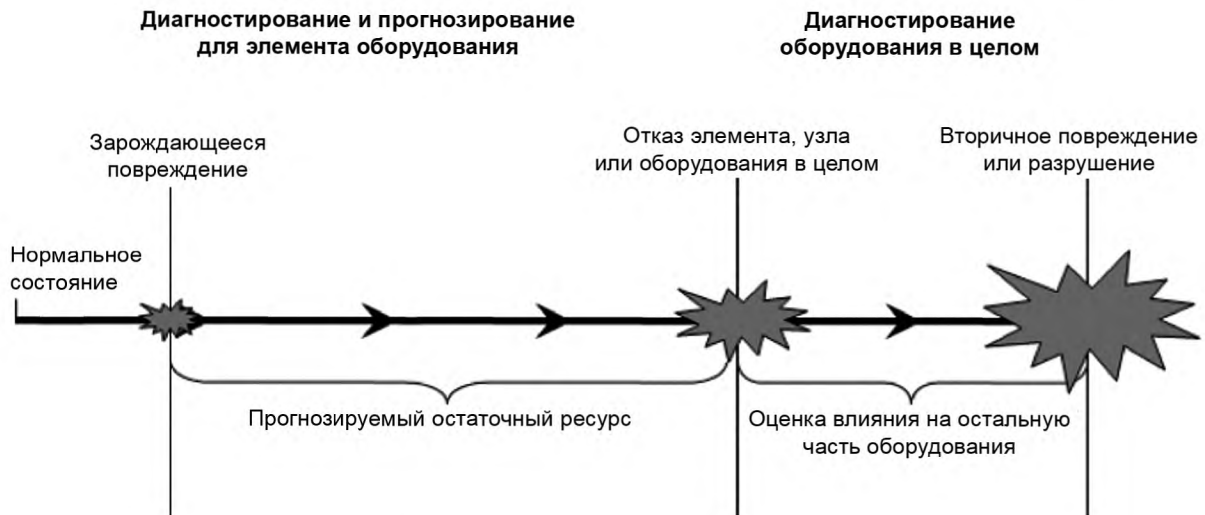 Диагностирование и прогнозирование
для элемента оборудования
Диагностирование
оборудования в целом
Зарождающееся
повреждение
Отказ элемента, узла
или оборудования в целом
Вторичное повреждение
или разрушение
Нормальное
состояние
Прогнозируемый остаточный ресурс
Оценка влияния на остальную
часть оборудования